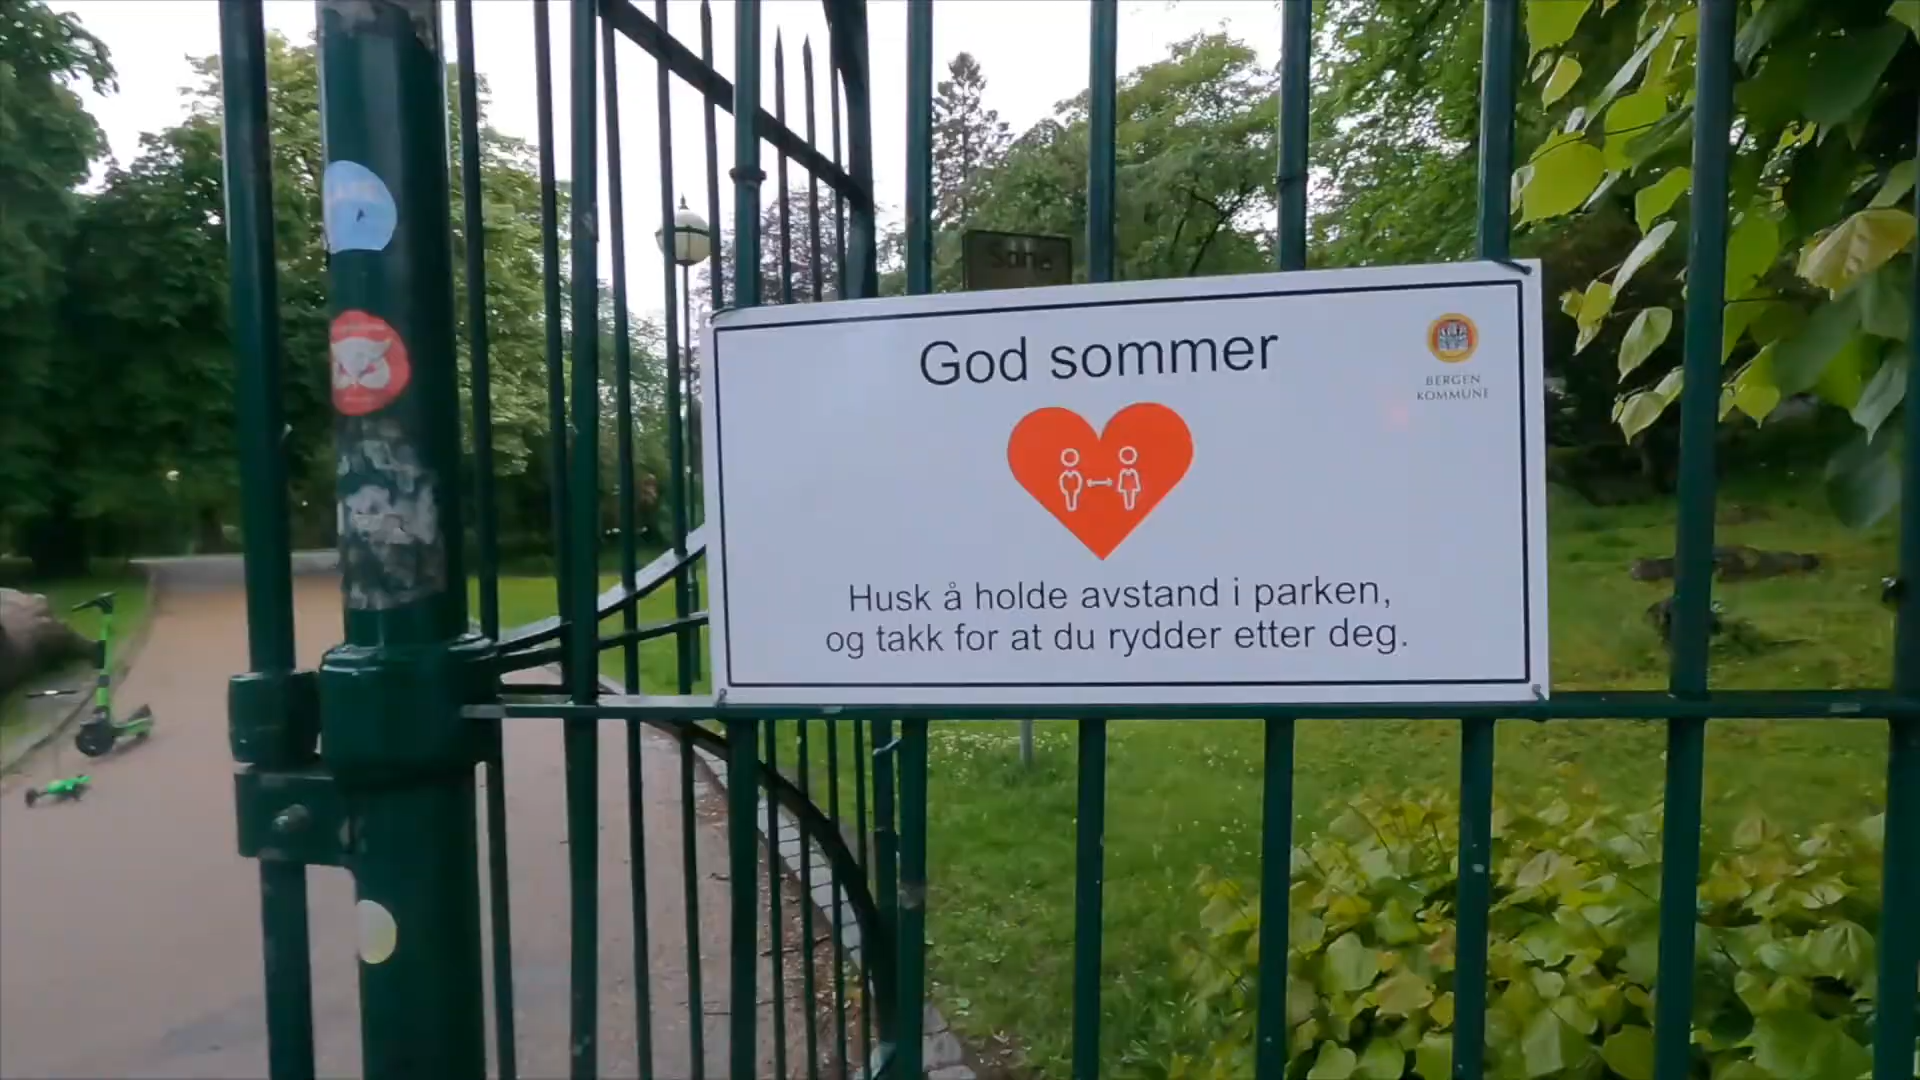 God sommer
BERGEN
KOMMUNE
Husk å holde avstand i parken,
og takk for at du rydder etter deg.